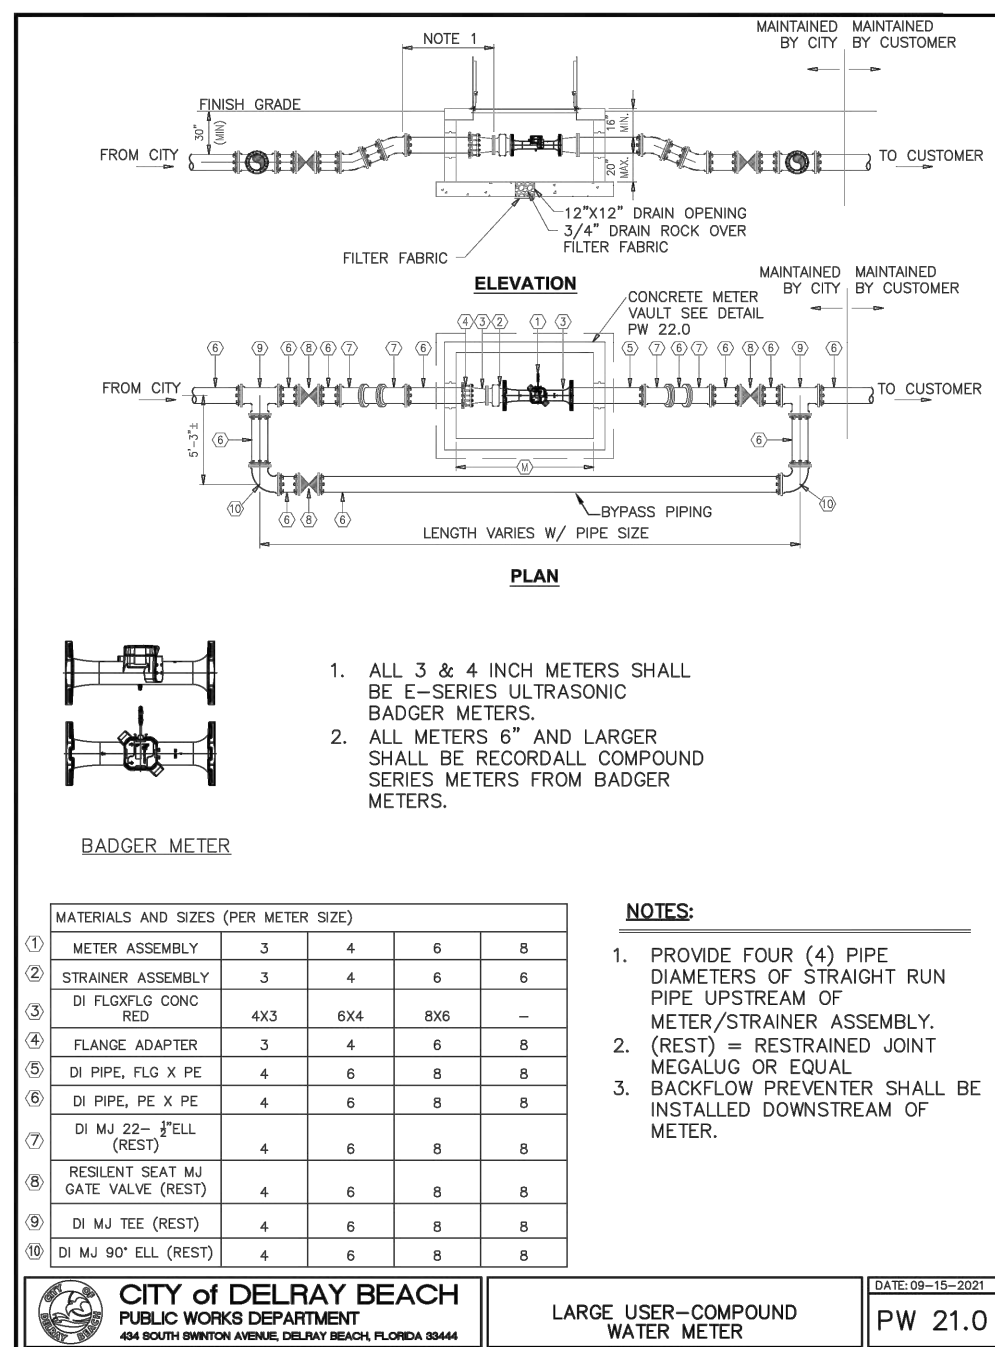 MAINTAINED MAINTAINED
BY CITY BY CUSTOMER
NOTE 1
FINISH GRADE
30"
(MIN)
16"
MIN.
20"
MAX.
FROM CITY
TO CUSTOMER
12"X12" DRAIN OPENING
3/4" DRAIN ROCK OVER
FILTER FABRIC
FILTER FABRIC
ELEVATION
MAINTAINED MAINTAINED
BY CITY BY CUSTOMER
CONCRETE METER
VAULT SEE DETAIL
PW 22.0
6 9 6 8 6 7 7 6 4 3 2 1 3 5 7 6 7 6 8 6 9 6
FROM CITY
TO CUSTOMER
5'-3"±
6
6
M
10
6 8 6
10
BYPASS PIPING
LENGTH VARIES W/ PIPE SIZE
PLAN
1. ALL 3 & 4 INCH METERS SHALL
BE E-SERIES ULTRASONIC
BADGER METERS.
2. ALL METERS 6" AND LARGER
SHALL BE RECORDALL COMPOUND
SERIES METERS FROM BADGER
METERS.
BADGER METER
MATERIALS AND SIZES (PER METER SIZE)
1 METER ASSEMBLY 3 4 6 8
2 STRAINER ASSEMBLY 3 4 6 6
3 DI FLGXFLG CONC
RED 4X3 6X4 8X6 –
4 FLANGE ADAPTER 3 4 6 8
5 DI PIPE, FLG X PE 4 6 8 8
6 DI PIPE, PE X PE 4 6 8 8
7 DI MJ 22- ½"ELL
(REST) 4 6 8 8
8 RESILENT SEAT MJ
GATE VALVE (REST) 4 6 8 8
9 DI MJ TEE (REST) 4 6 8 8
10 DI MJ 90° ELL (REST) 4 6 8 8
NOTES:
1. PROVIDE FOUR (4) PIPE
DIAMETERS OF STRAIGHT RUN
PIPE UPSTREAM OF
METER/STRAINER ASSEMBLY.
2. (REST) = RESTRAINED JOINT
MEGALUG OR EQUAL
3. BACKFLOW PREVENTER SHALL BE
INSTALLED DOWNSTREAM OF
METER.
CITY OF
DELRAY BEACH
CITY of DELRAY BEACH
PUBLIC WORKS DEPARTMENT
434 SOUTH SWINTON AVENUE, DELRAY BEACH, FLORIDA 33444
LARGE USER-COMPOUND
WATER METER
DATE: 09-15-2021
PW 21.0